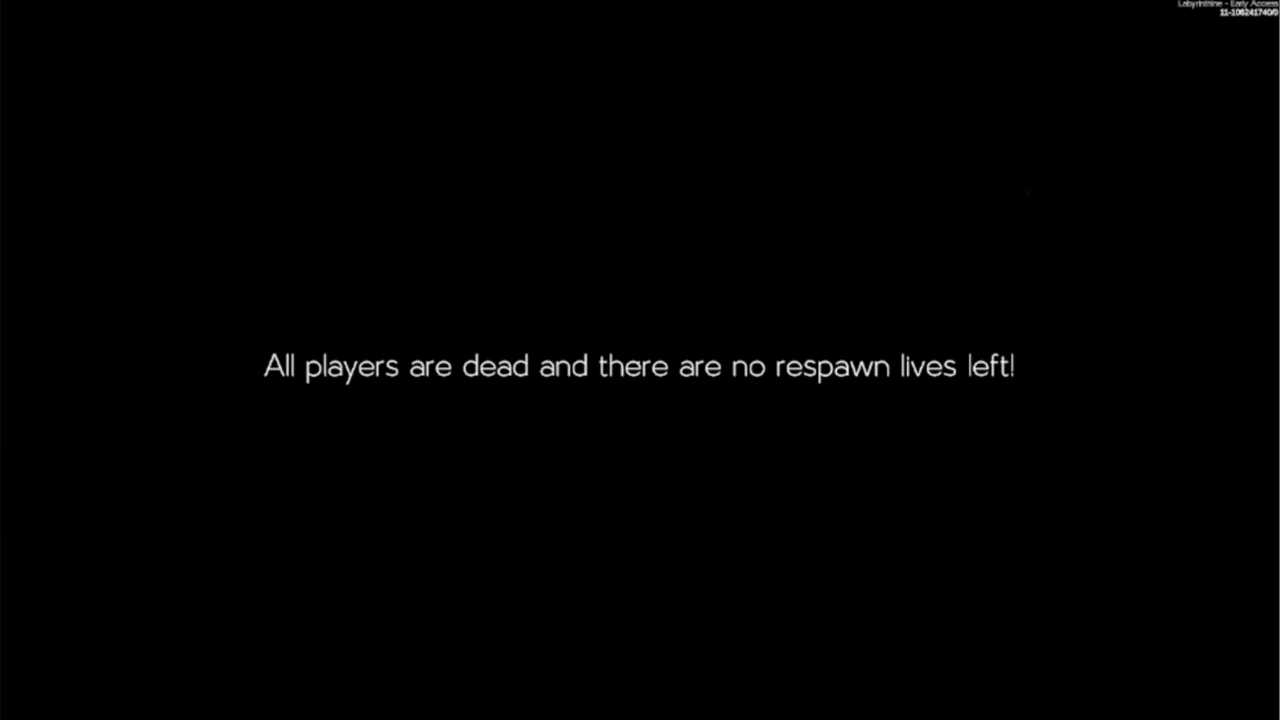 Labyrinthine - Early Access
All players are dead and there are no respawn lives left!